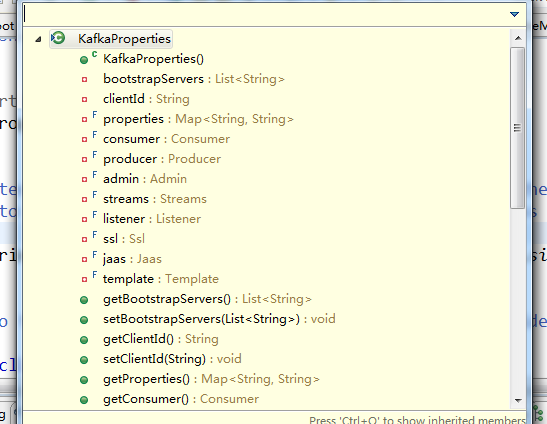 KafkaProperties
KafkaProperties()
bootstrapServers : List<String>
clientId : String
properties : Map<String, String>
consumer : Consumer
producer : Producer
admin : Admin
streams : Streams
listener : Listener
ssl : Ssl
jaas : Jaas
template : Template
getBootstrapServers() : List<String>
setBootstrapServers(List<String>) : void
getClientId() : String
setClientId(String) : void
getProperties() : Map<String, String>
getConsumer() : Consumer
Press 'Ctrl+O' to show inherited members